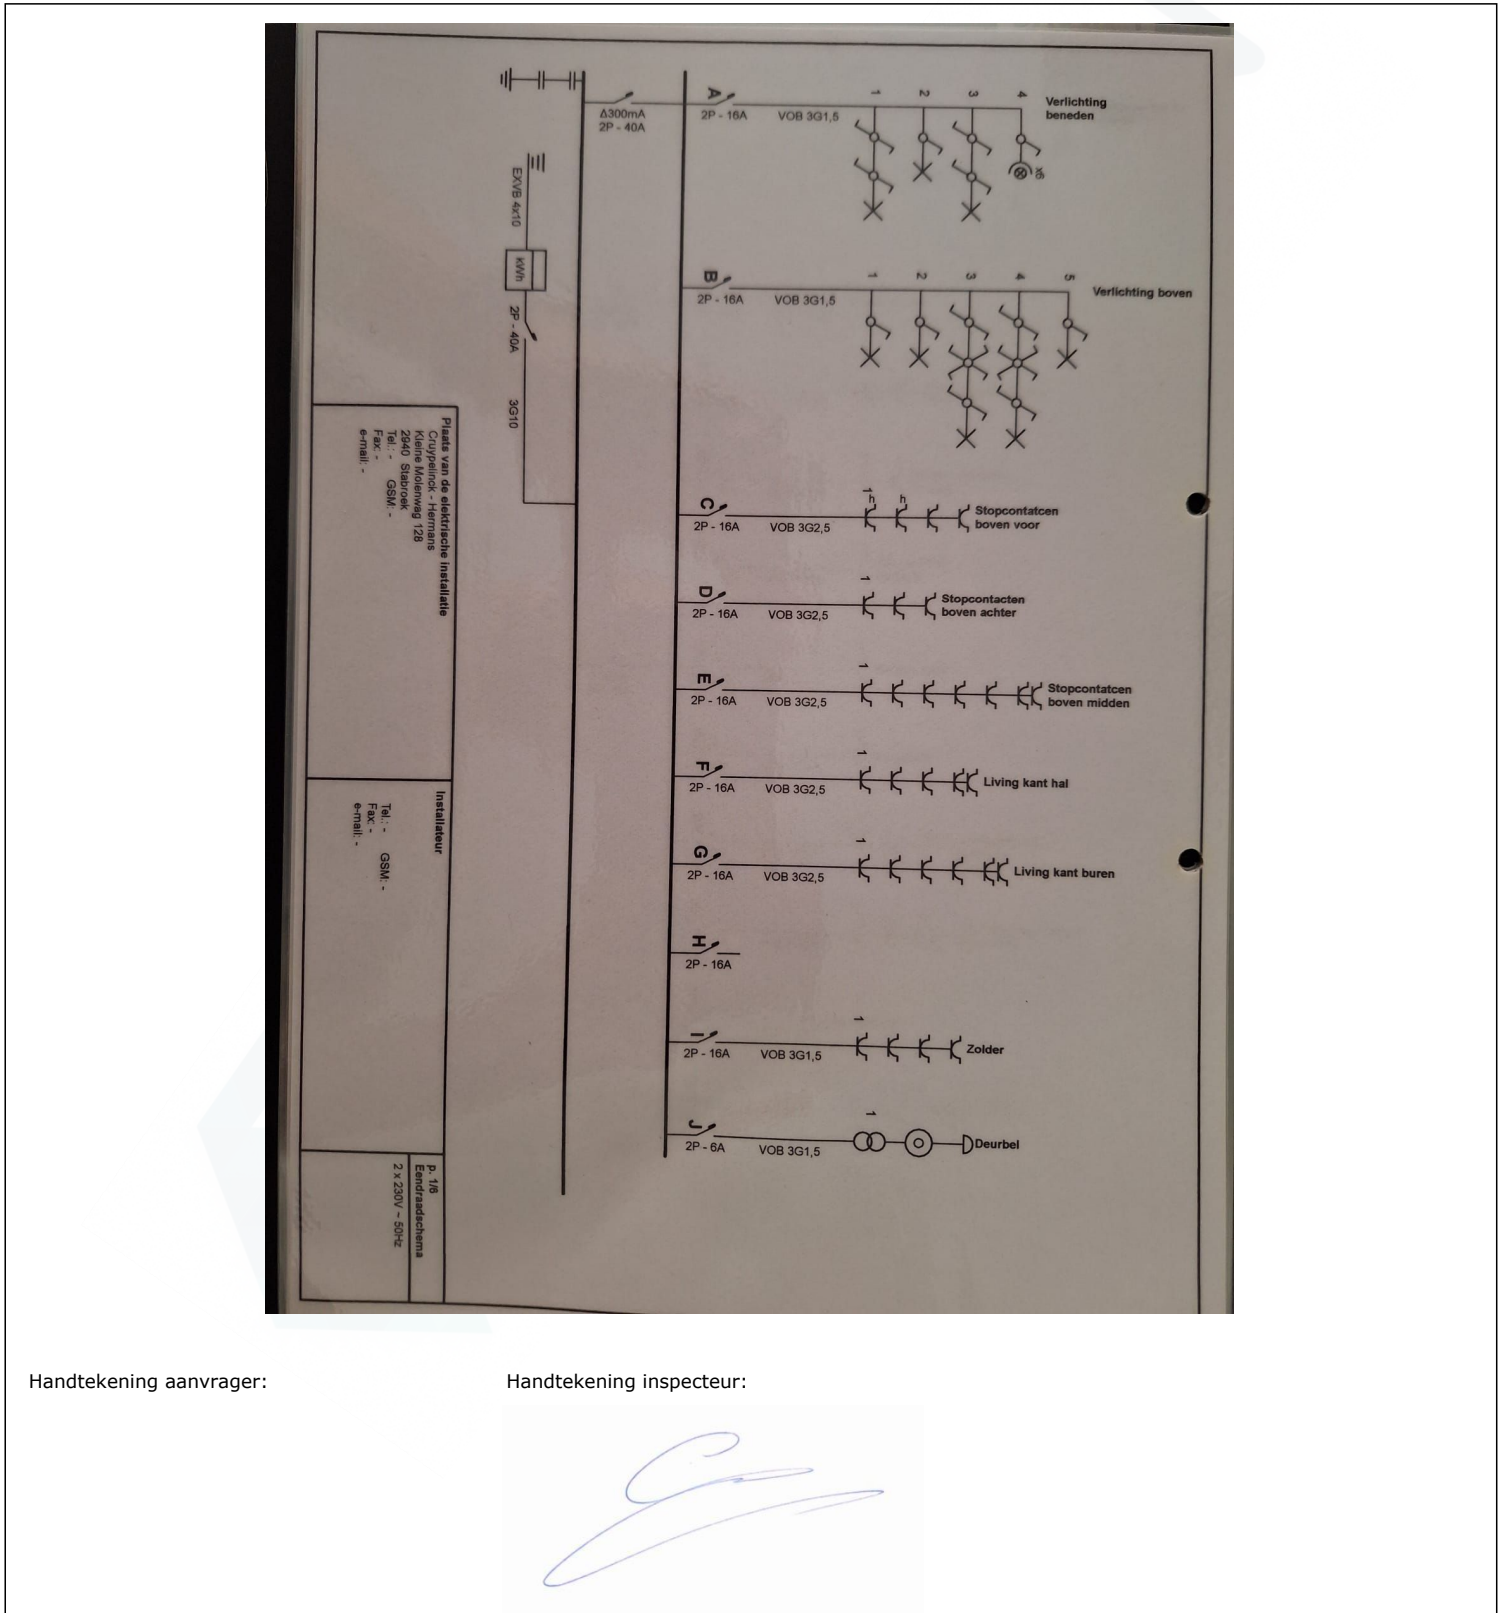 Δ300mA
2P - 40A
EXVB 4x10
kWh
2P - 40A
3G10
A
2P - 16A
VOB 3G1,5
1
2
3
4
x6
Verlichting
beneden
B
2P - 16A
VOB 3G1,5
1
2
3
4
5
Verlichting boven
C
2P - 16A
VOB 3G2,5
1
h
h
Stopcontatcen
boven voor
D
2P - 16A
VOB 3G2,5
1
Stopcontacten
boven achter
E
2P - 16A
VOB 3G2,5
1
Stopcontatcen
boven midden
F
2P - 16A
VOB 3G2,5
1
Living kant hal
G
2P - 16A
VOB 3G2,5
1
Living kant buren
H
2P - 16A
I
2P - 16A
VOB 3G1,5
1
Zolder
J
2P - 6A
VOB 3G1,5
1
Deurbel
Plaats van de elektrische installatie
Cruypelinck - Hermans
Kleine Molenwag 128
2940 Stabroek
Tel.: - GSM: -
Fax: -
e-mail: -
Installateur
Tel.: - GSM: -
Fax: -
e-mail: -
p. 1/6
Eendraadschema
2 x 230V ~ 50Hz
Handtekening aanvrager:
Handtekening inspecteur: